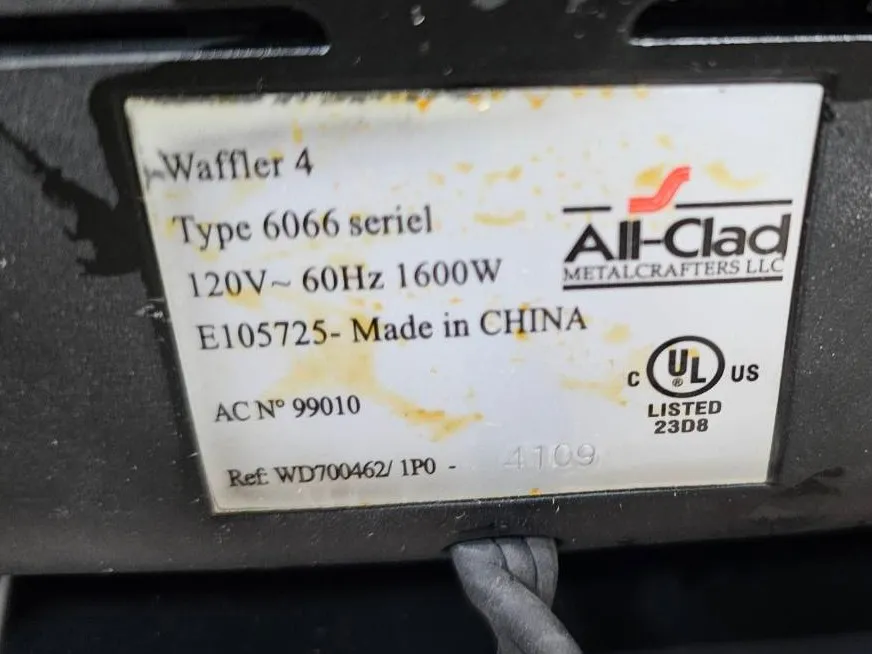 Waffler 4
Type 6066 seriel
120V~ 60Hz 1600W
E105725- Made in CHINA
AC N° 99010
Ref: WD700462/ 1P0 - 4109
All-Clad
METALCRAFTERS LLC
C UL® US
LISTED
23D8